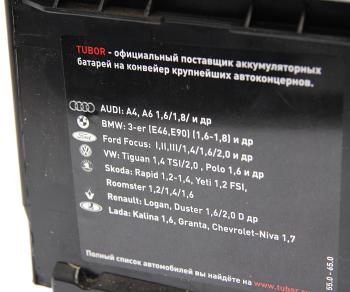 TUBOR - официальный поставщик аккумуляторных
батарей на конвейер крупнейших автоконцернов.
AUDI: A4, A6 1,6/1,8/ и др
BMW: 3-er (E46,E90) (1,6-1,8) и др
Ford Focus: I,II,III/1,4/1,6/2,0 и др
VW: Tiguan 1,4 TSI/2,0 , Polo 1,6 и др
Skoda: Rapid 1,2-1,4, Yeti 1,2 FSI,
Roomster 1,2/1,4/1,6
Renault: Logan, Duster 1,6/2,0 D др
Lada: Kalina 1,6, Granta, Chevrolet-Niva 1,7
Полный список автомобилей вы найдёте на www.tubor
55.0 - 65.0